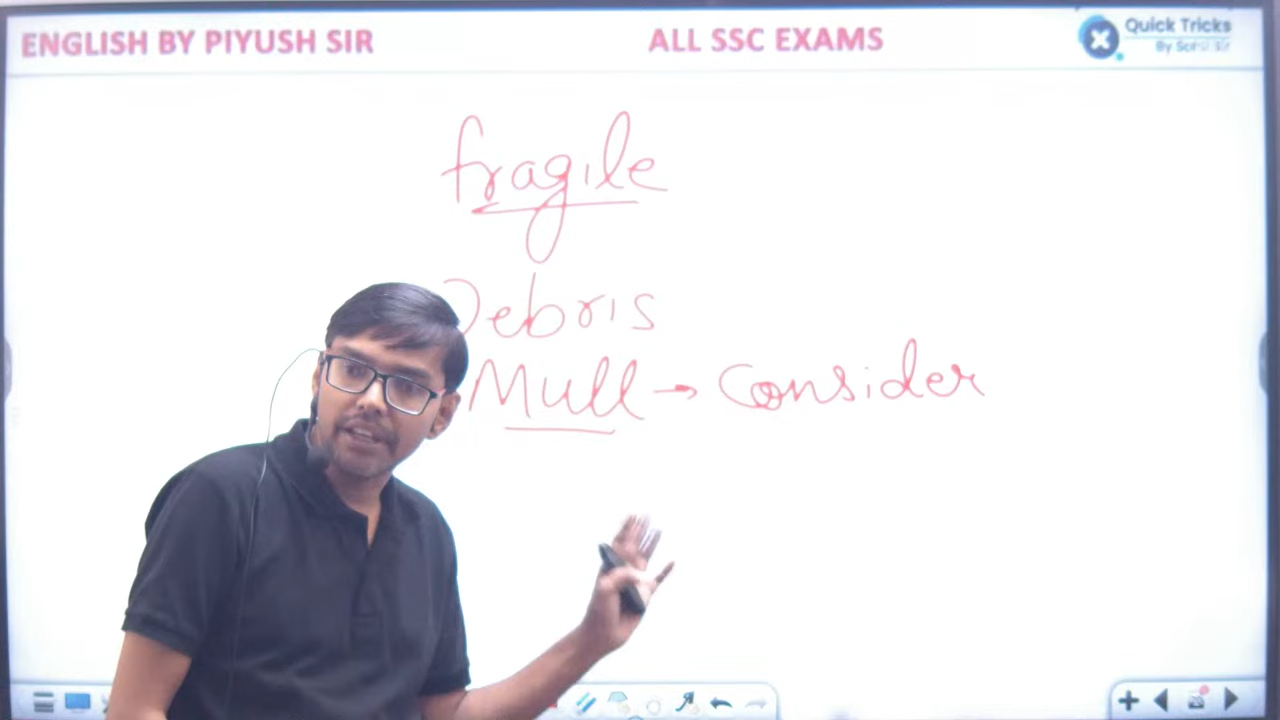 ENGLISH BY PIYUSH SIR
ALL SSC EXAMS
Quick Tricks
fragile
Debris
Mull → Consider